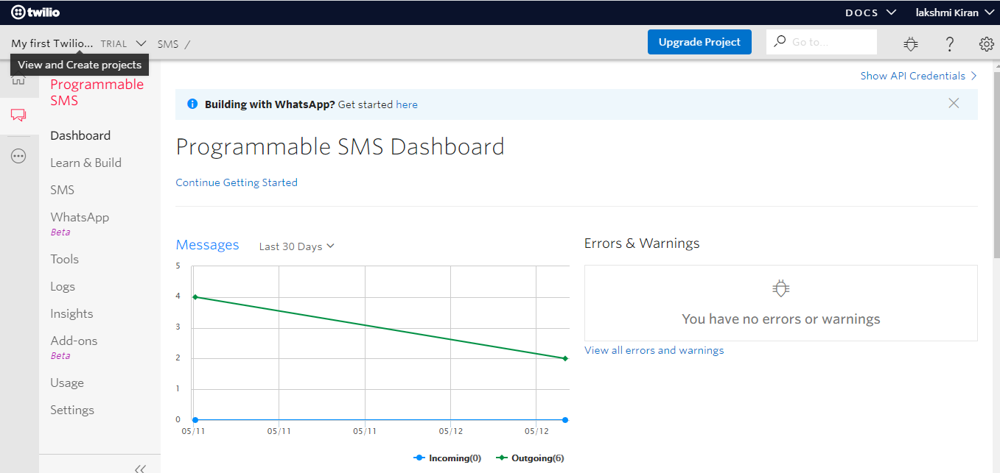 twilio
DOCS
lakshmi Kiran
My first Twilio... TRIAL
SMS /
Upgrade Project
Go to...
?
View and Create projects
Programmable
SMS
Dashboard
Learn & Build
SMS
WhatsApp
Beta
Tools
Logs
Insights
Add-ons
Beta
Usage
Settings
Show API Credentials
Building with WhatsApp? Get started here
Programmable SMS Dashboard
Continue Getting Started
Messages
Last 30 Days
5
4
3
2
1
0
05/11 05/11 05/11 05/12 05/12
Incoming(0) Outgoing(6)
Errors & Warnings
You have no errors or warnings
View all errors and warnings